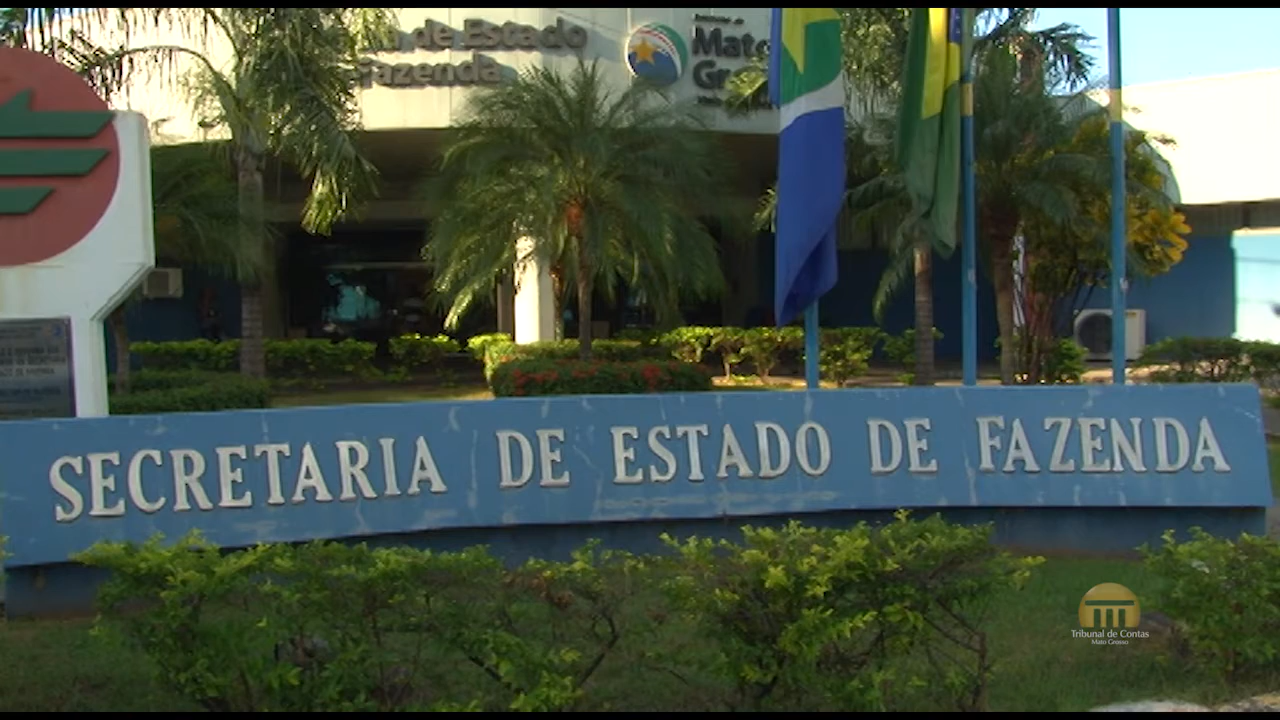 de Estado
Fazenda
Mato
SECRETARIA DE ESTADO DE FAZENDA
Tribunal de Contas
Mato Grosso